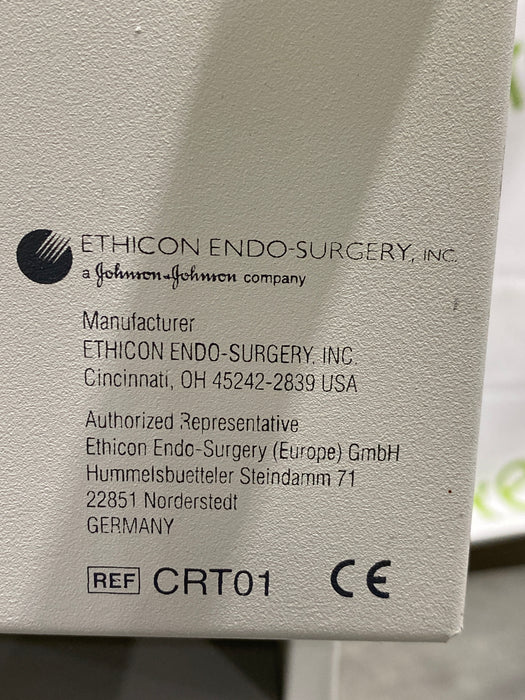 ETHICON ENDO-SURGERY, INC.
a Johnson & Johnson company
Manufacturer
ETHICON ENDO-SURGERY, INC.
Cincinnati, OH 45242-2839 USA
Authorized Representative
Ethicon Endo-Surgery (Europe) GmbH
Hummelsbuetteler Steindamm 71
22851 Norderstedt
GERMANY
REF CRT01 CE